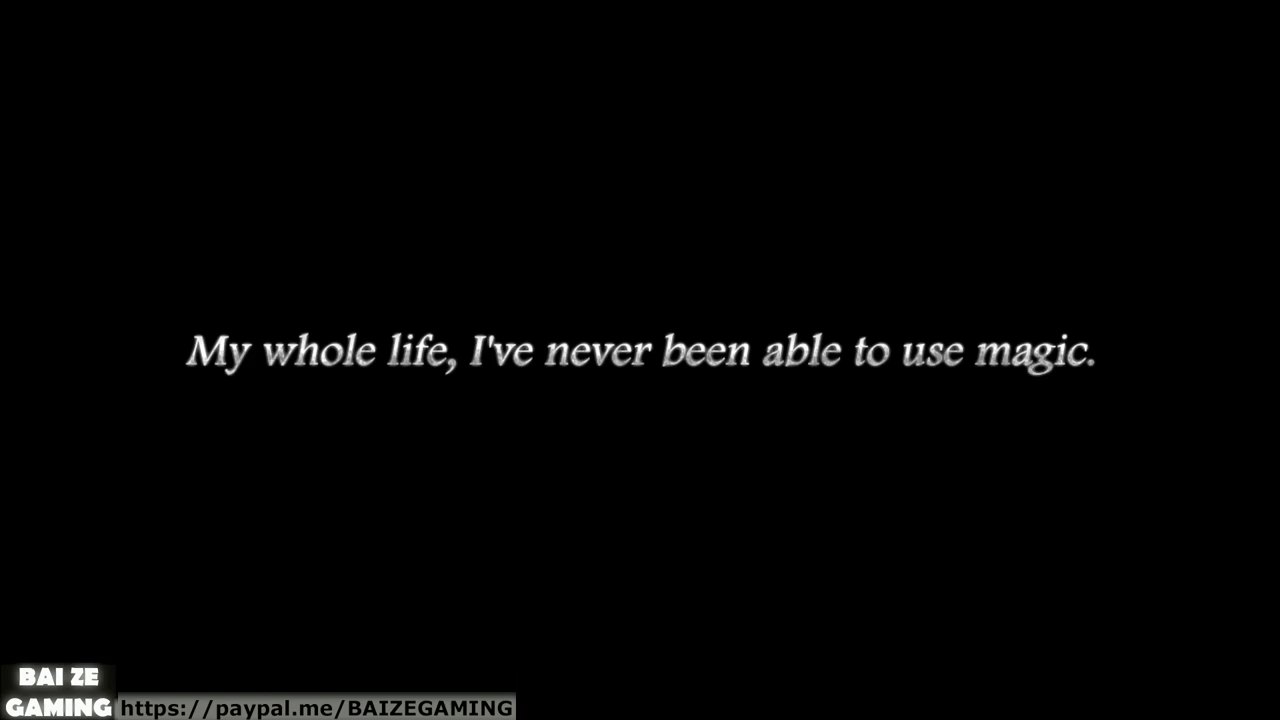 My whole life, I've never been able to use magic.
BAI ZE
GAMING
https://paypal.me/BAIZEGAMING